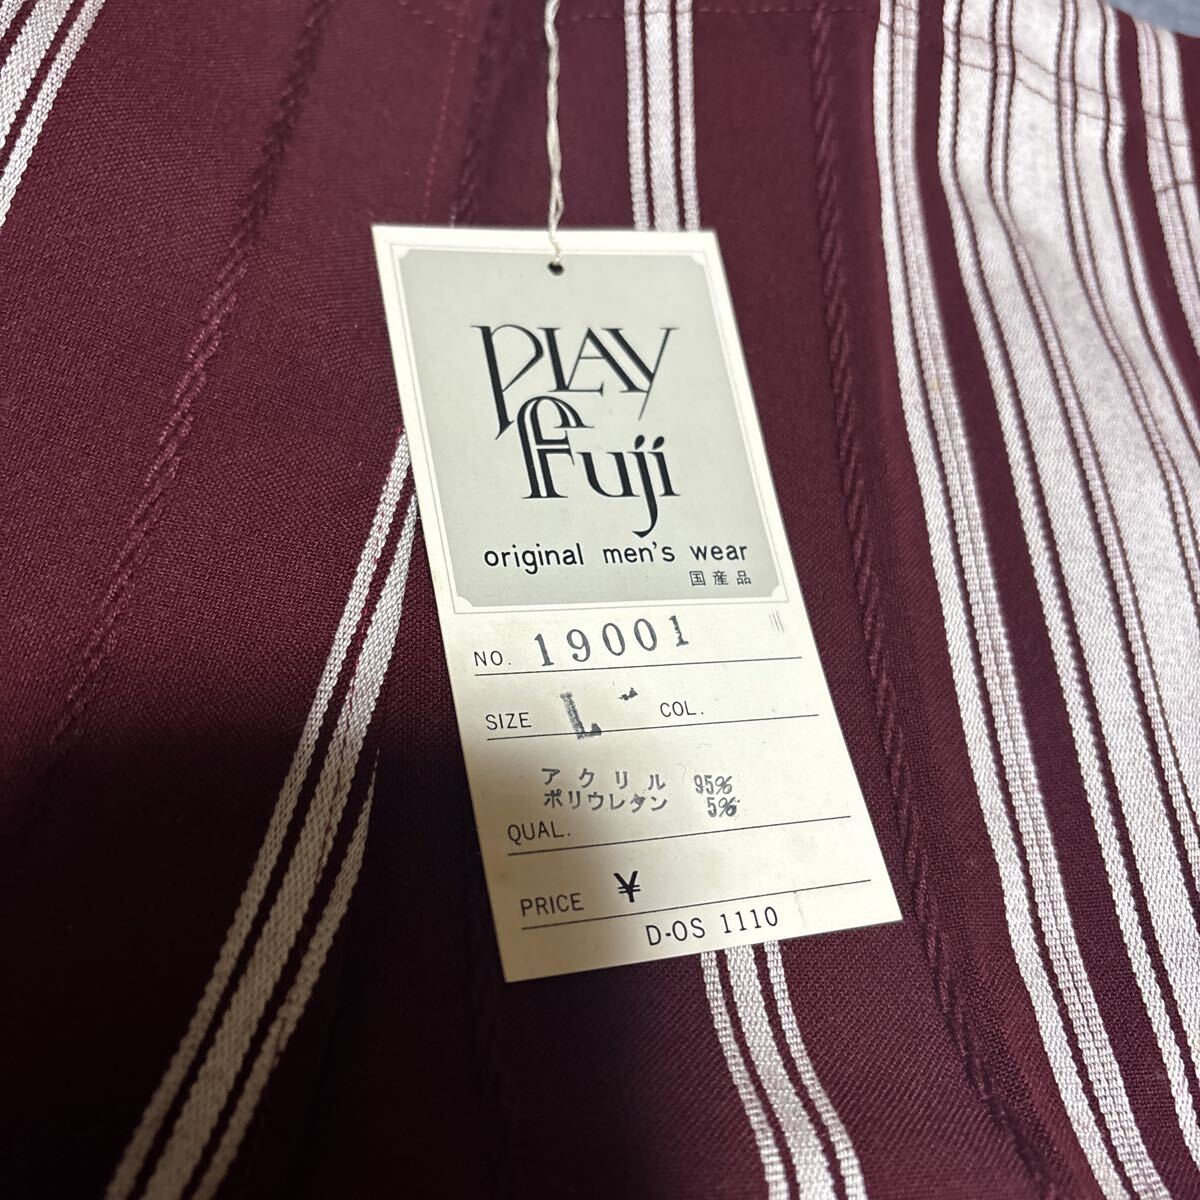 PLAY
Fuji
original men's wear
国産品
NO. 19001
SIZE L COL.
アクリル 95%
ポリウレタン 5%
QUAL.
PRICE ¥
D-OS 1110